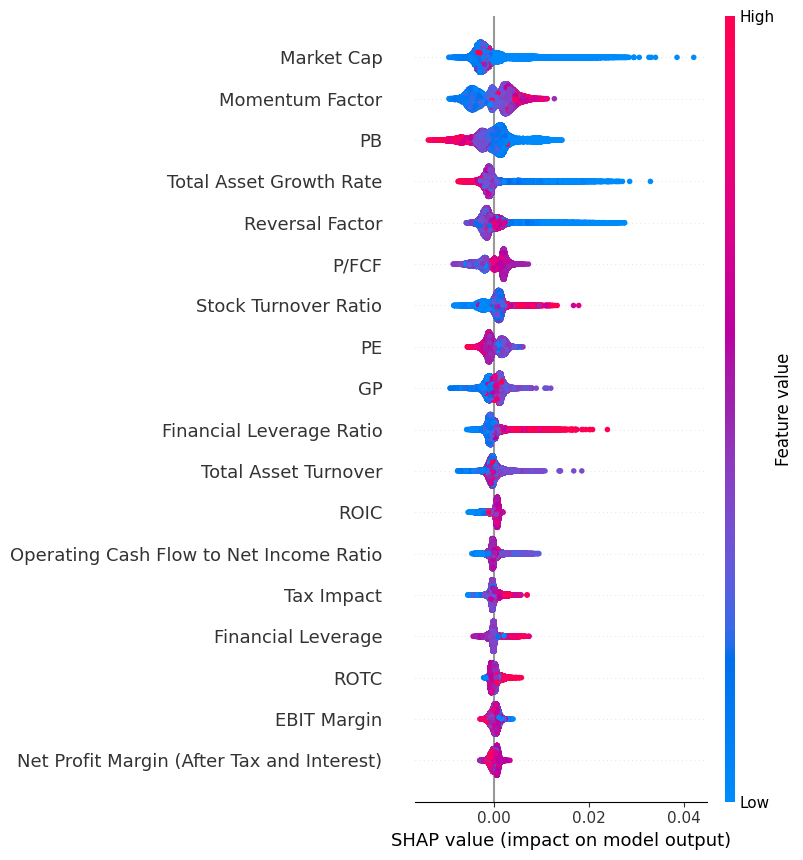 High
Market Cap
Momentum Factor
PB
Total Asset Growth Rate
Reversal Factor
P/FCF
Stock Turnover Ratio
PE
GP
Financial Leverage Ratio
Total Asset Turnover
ROIC
Operating Cash Flow to Net Income Ratio
Tax Impact
Financial Leverage
ROTC
EBIT Margin
Net Profit Margin (After Tax and Interest)
Feature value
Low
0.00 0.02 0.04
SHAP value (impact on model output)